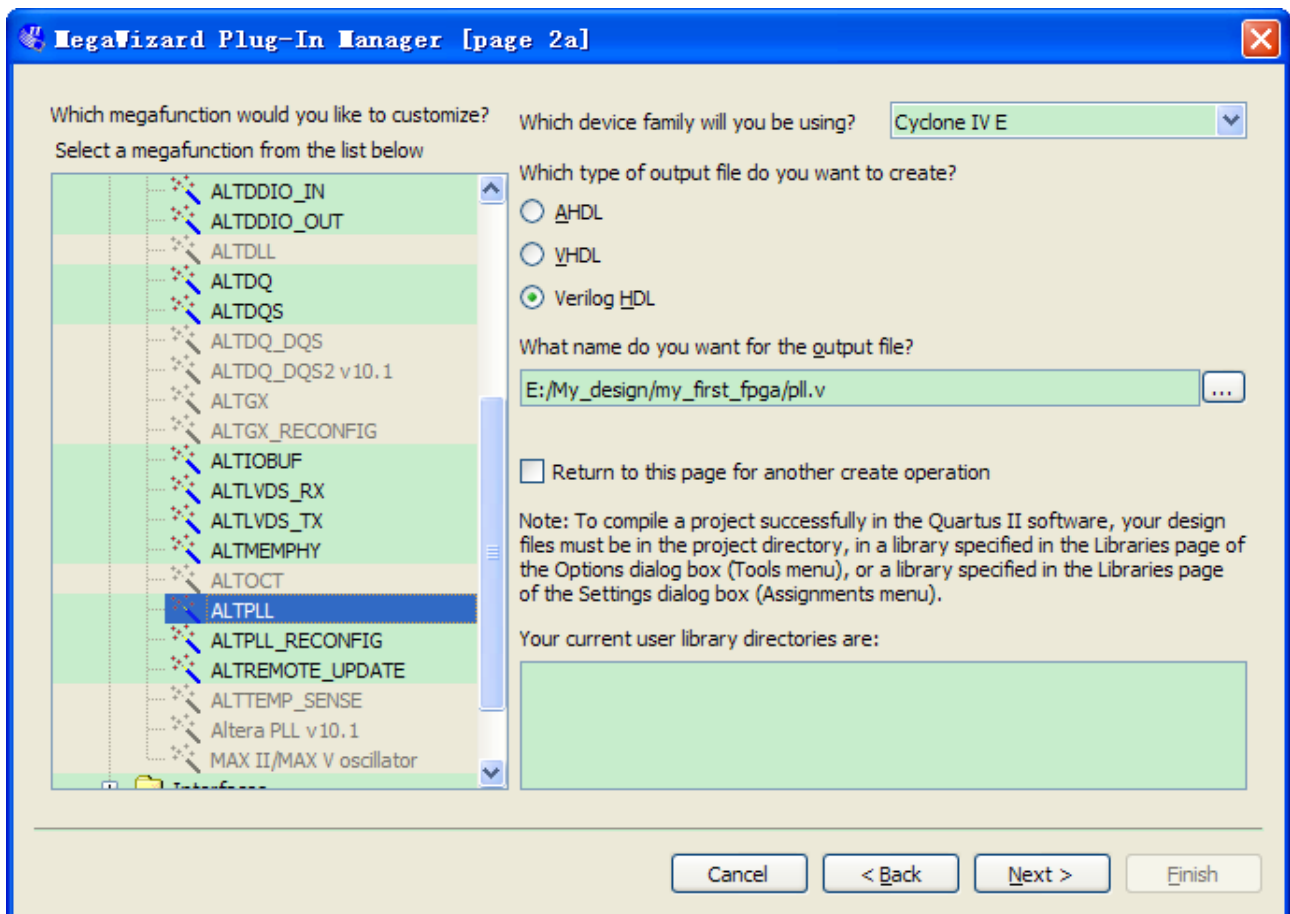 MegaWizard Plug-In Manager [page 2a]
Which megafunction would you like to customize?
Select a megafunction from the list below
ALTDDIO_IN
ALTDDIO_OUT
ALTDLL
ALTDQ
ALTDQS
ALTDQ_DQS
ALTDQ_DQS2 v10.1
ALTGX
ALTGX_RECONFIG
ALTIOBUF
ALTLVDS_RX
ALTLVDS_TX
ALTMEMPHY
ALTOCT
ALTPLL
ALTPLL_RECONFIG
ALTREMOTE_UPDATE
ALTTEMP_SENSE
Altera PLL v10.1
MAX II/MAX V oscillator
Interfaces
Which device family will you be using?
Cyclone IV E
Which type of output file do you want to create?
AHDL
VHDL
Verilog HDL
What name do you want for the output file?
E:/My_design/my_first_fpga/pll.v
...
Return to this page for another create operation
Note: To compile a project successfully in the Quartus II software, your design
files must be in the project directory, in a library specified in the Libraries page of
the Options dialog box (Tools menu), or a library specified in the Libraries page
of the Settings dialog box (Assignments menu).
Your current user library directories are:
Cancel
< Back
Next >
Finish